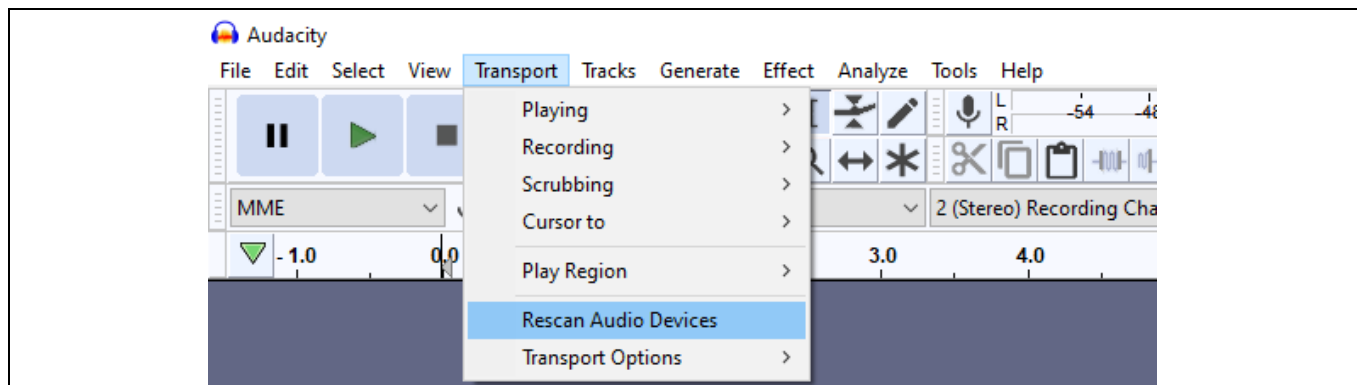 Audacity
File Edit Select View Transport Tracks Generate Effect Analyze Tools Help
Playing
L
R
-54 -48
Recording
Scrubbing
MME
2 (Stereo) Recording Cha
Cursor to
- 1.0 0.0 3.0 4.0
Play Region
Rescan Audio Devices
Transport Options